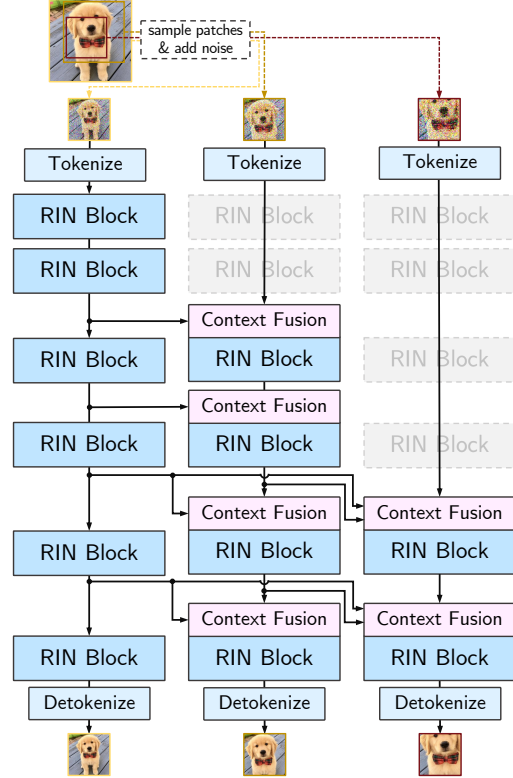 sample patches
& add noise
Tokenize
Tokenize
Tokenize
RIN Block
RIN Block
RIN Block
RIN Block
RIN Block
RIN Block
Context Fusion
RIN Block
RIN Block
RIN Block
Context Fusion
RIN Block
RIN Block
RIN Block
Context Fusion
Context Fusion
RIN Block
RIN Block
RIN Block
Context Fusion
Context Fusion
RIN Block
RIN Block
RIN Block
Detokenize
Detokenize
Detokenize